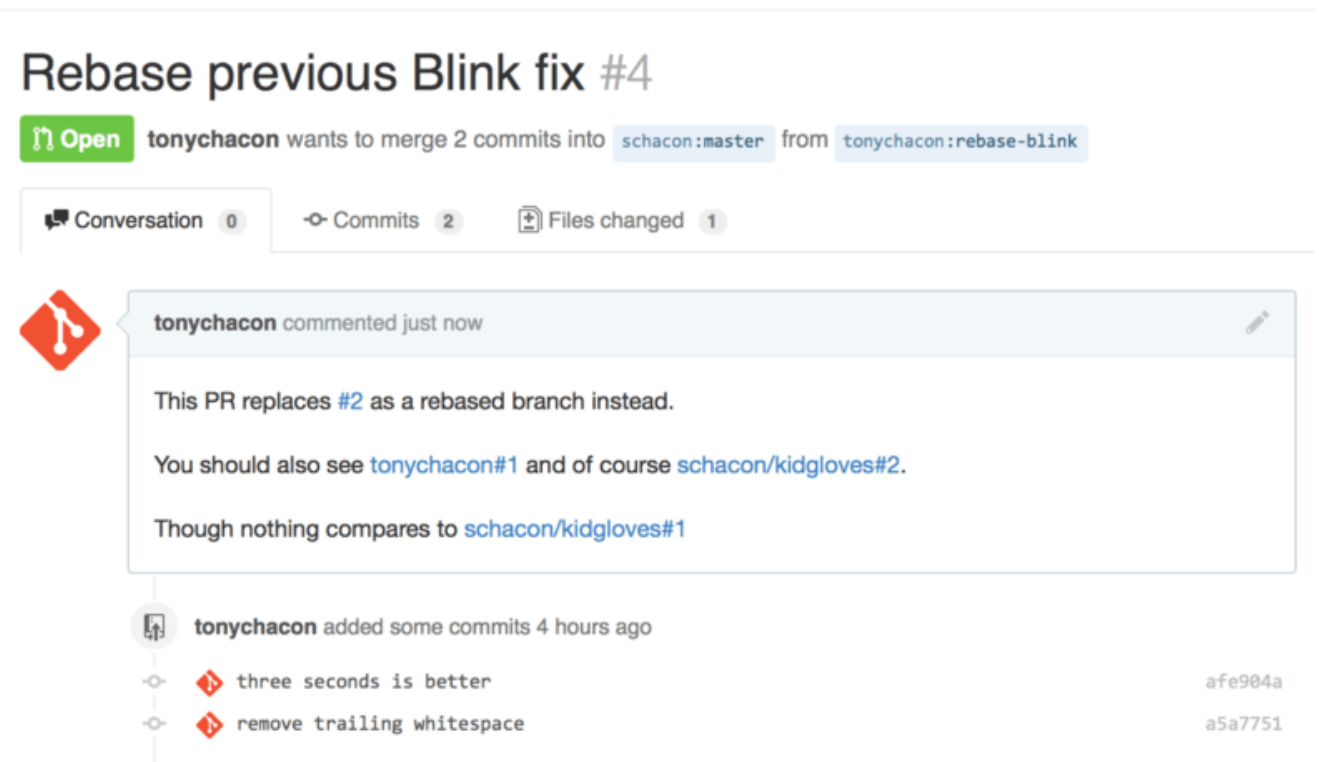 Rebase previous Blink fix #4
Open tonychacon wants to merge 2 commits into schacon:master from tonychacon:rebase-blink
Conversation 0 Commits 2 Files changed 1
tonychacon commented just now
This PR replaces #2 as a rebased branch instead.
You should also see tonychacon#1 and of course schacon/kidgloves#2.
Though nothing compares to schacon/kidgloves#1
tonychacon added some commits 4 hours ago
three seconds is better afe904a
remove trailing whitespace a5a7751